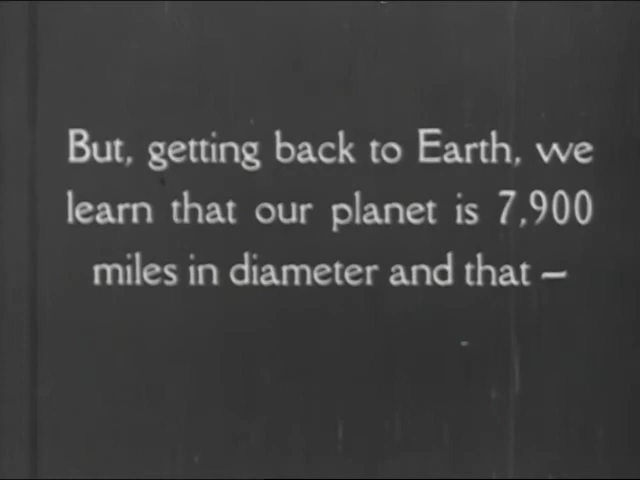 But, getting back to Earth, we
learn that our planet is 7,900
miles in diameter and that —